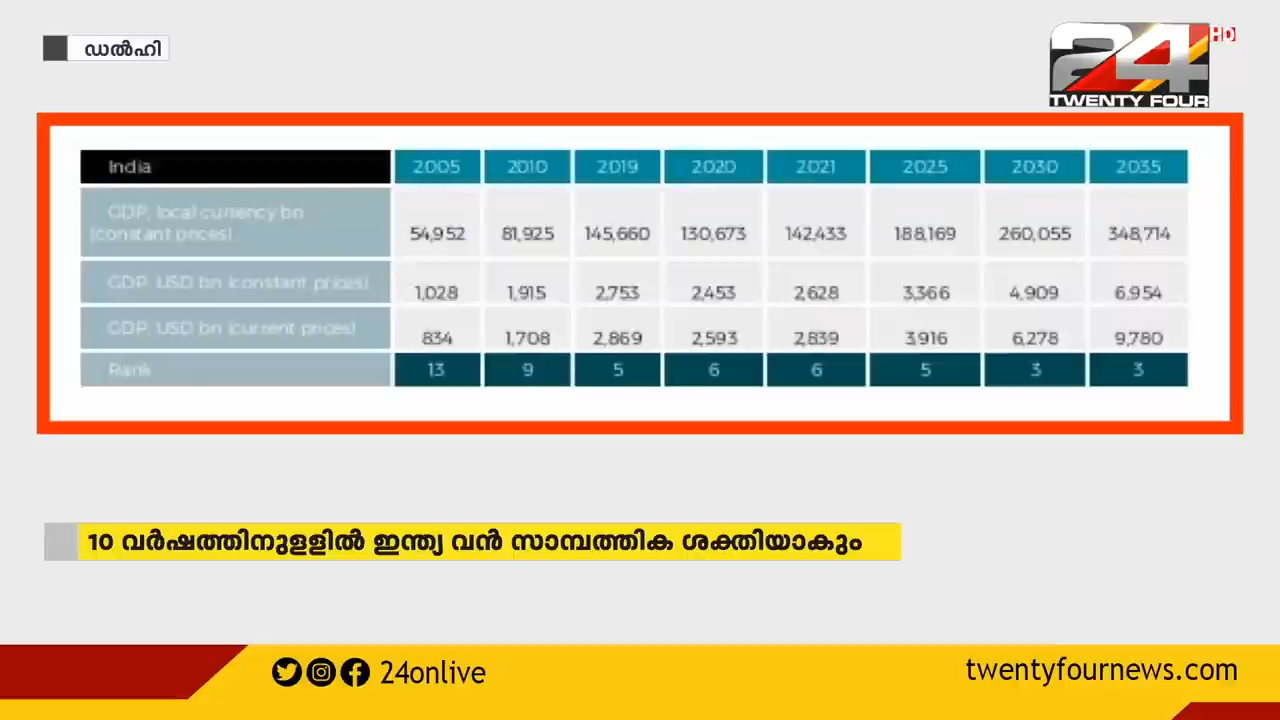 ഡൽഹി
24 HD
TWENTY FOUR
India 2005 2010 2019 2020 2021 2025 2030 2035
GDP, local currency bn
(constant prices) 54,952 81,925 145,660 130,673 142,433 188,169 260,055 348,714
GDP, USD bn (constant prices) 1,028 1,915 2,753 2,453 2,628 3,366 4,909 6,954
GDP, USD bn (current prices) 834 1,708 2,869 2,593 2,839 3,916 6,278 9,780
Rank 13 9 5 6 6 5 3 3
10 വർഷത്തിനുളളിൽ ഇന്ത്യ വൻ സാമ്പത്തിക ശക്തിയാകും
24onlive
twentyfournews.com